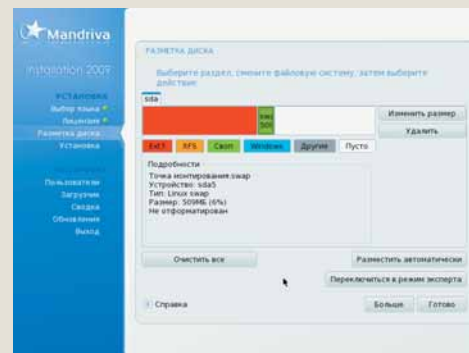 Mandriva
Installation 2009
УСТАНОВКА
Выбор языка
Лицензия
Разметка диска
Установка
Пользователи
Загрузчик
Сводка
Обновления
Выход
РАЗМЕТКА ДИСКА
Выберите раздел, смените файловую систему, затем выберите
действие:
sda
Изменить размер
Удалить
Ext3 XFS Своп Windows Другие Пусто
Подробности
Точка монтирования:swap
Устройство: sda5
Тип: Linux swap
Размер: 509МБ (6%)
Не отформатирован
Очистить все
Разместить автоматически
Переключиться в режим эксперта
Справка
Больше
Готово